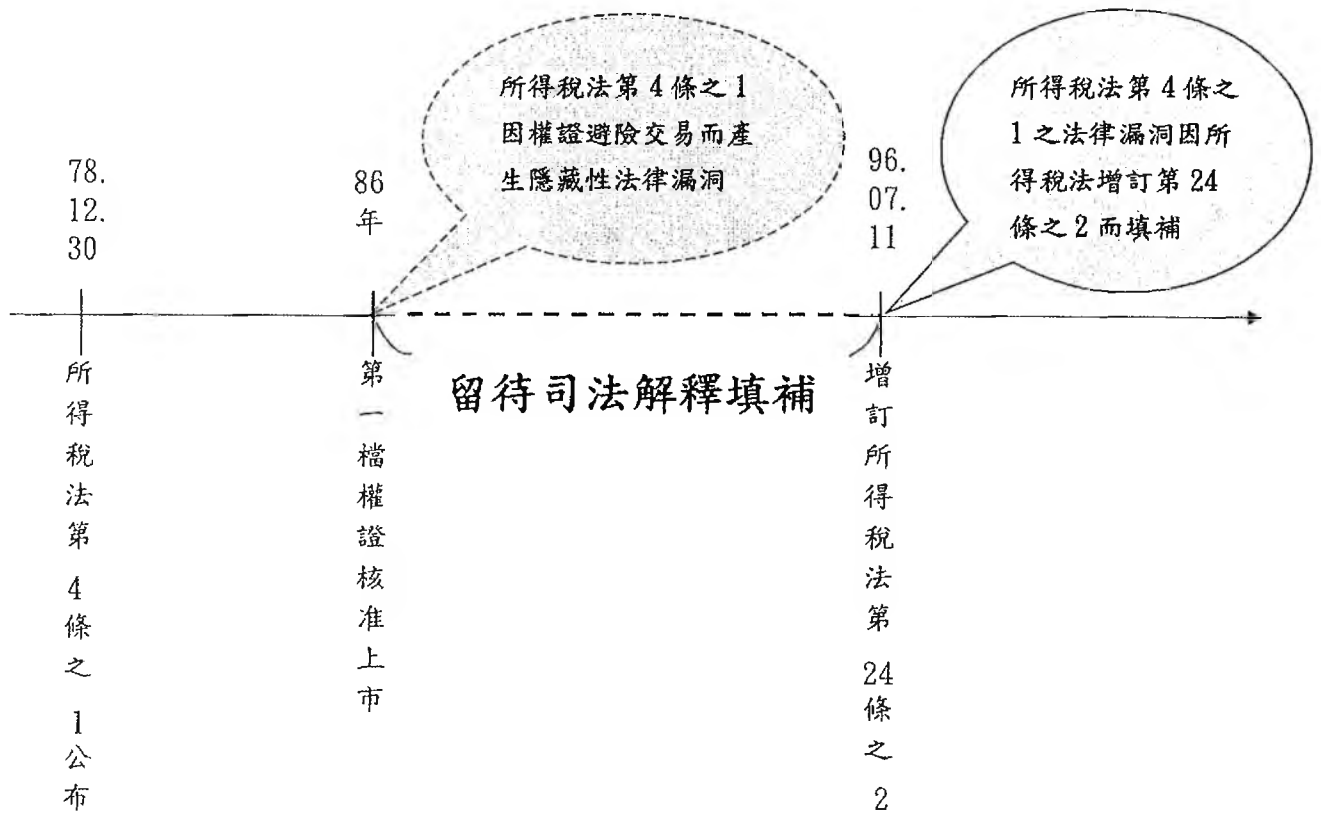 所得稅法第 4 條之 1
因權證避險交易而產
生隱藏性法律漏洞
所得稅法第 4 條之
1 之法律漏洞因所
得稅法增訂第 24
條之 2 而填補
78.
12.
30
86
年
96.
07.
11
所得稅法第 4 條之 1 公布
第一檔權證核准上市
留待司法解釋填補
增訂所得稅法第 24 條之 2